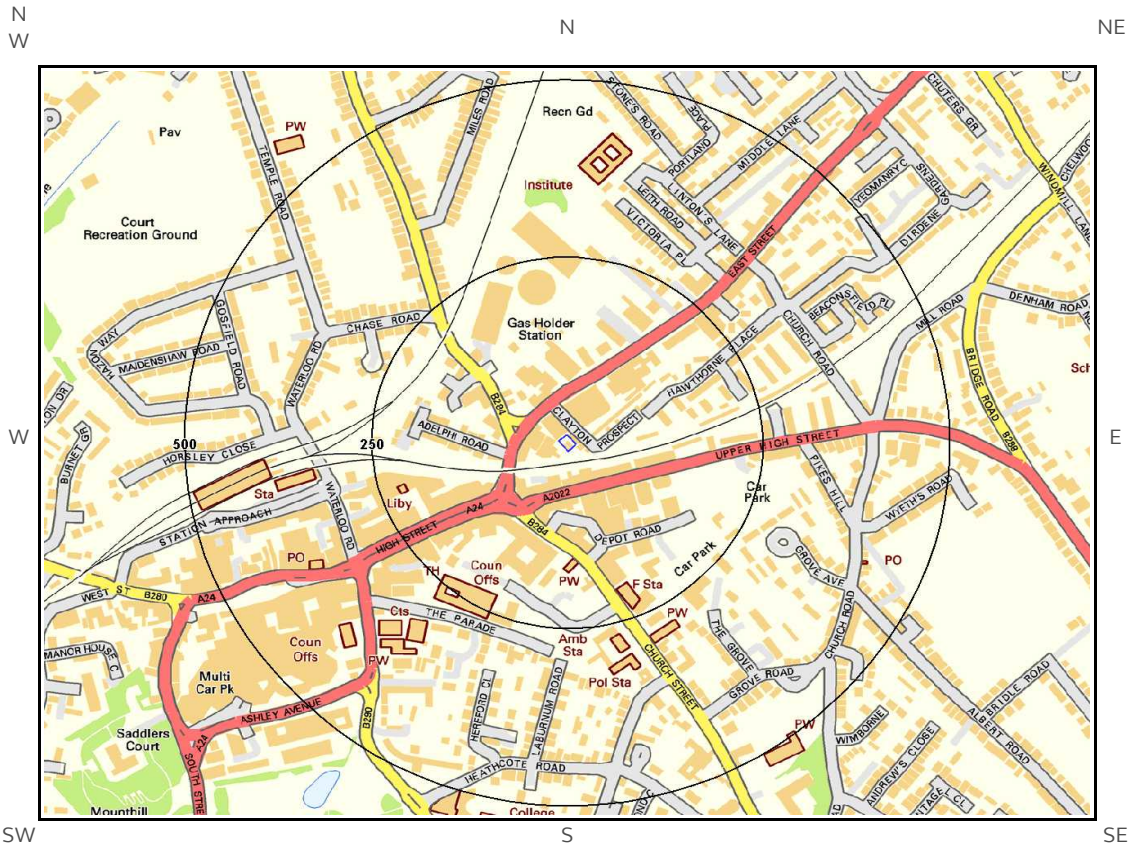 N
W
N
NE
Pav
PW
TEMPLE ROAD
MILES ROAD
Recn Gd
STONE'S ROAD
PLACE
PORTLAND
MIDDLE LANE
CHUTERS GR
Institute
LEITH ROAD
LINTON'S LANE
VICTORIA PL
YEOMANRY C
GARDENS
DIRDENE
WINDMILL LANE
Court
Recreation Ground
EAST STREET
GOSFIELD ROAD
HAZON WAY
MAIDENSHAW ROAD
WATERLOO RD
CHASE ROAD
Gas Holder
Station
CHURCH ROAD
BEACONSFIELD PL
MILL ROAD
DENHAM ROAD
BRIDGE ROAD
B288
Sch
HAWTHORNE PLACE
B284
CLAYTON
PROSPECT
ADELPHI ROAD
BURNET GR
ON DR
W
500
250
HORSLEY CLOSE
UPPER HIGH STREET
E
Sta
STATION APPROACH
WATERLOO RD
Liby
A24
A2022
Car
Park
PIKES HILL
WYETH'S ROAD
HIGH STREET
B284
DEPOT ROAD
Car Park
PO
TH
Coun
Offs
PW
F Sta
GROVE AVE
PO
WEST ST
B280
A24
Cts
THE PARADE
PW
Amb
Sta
THE GROVE
CHURCH ROAD
MANOR HOUSE C
Coun
Offs
PW
Multi
Car Pk
Pol Sta
CHURCH STREET
GROVE ROAD
BRIDLE ROAD
ASHLEY AVENUE
B290
HEREFORD CL
LABURNUM ROAD
ALBERT ROAD
Saddlers
Court
A24
SOUTH STRE
PW
WIMBORNE
HEATHCOTE ROAD
ANDREW'S CLOSE
Mounthill
College
SW
S
SE